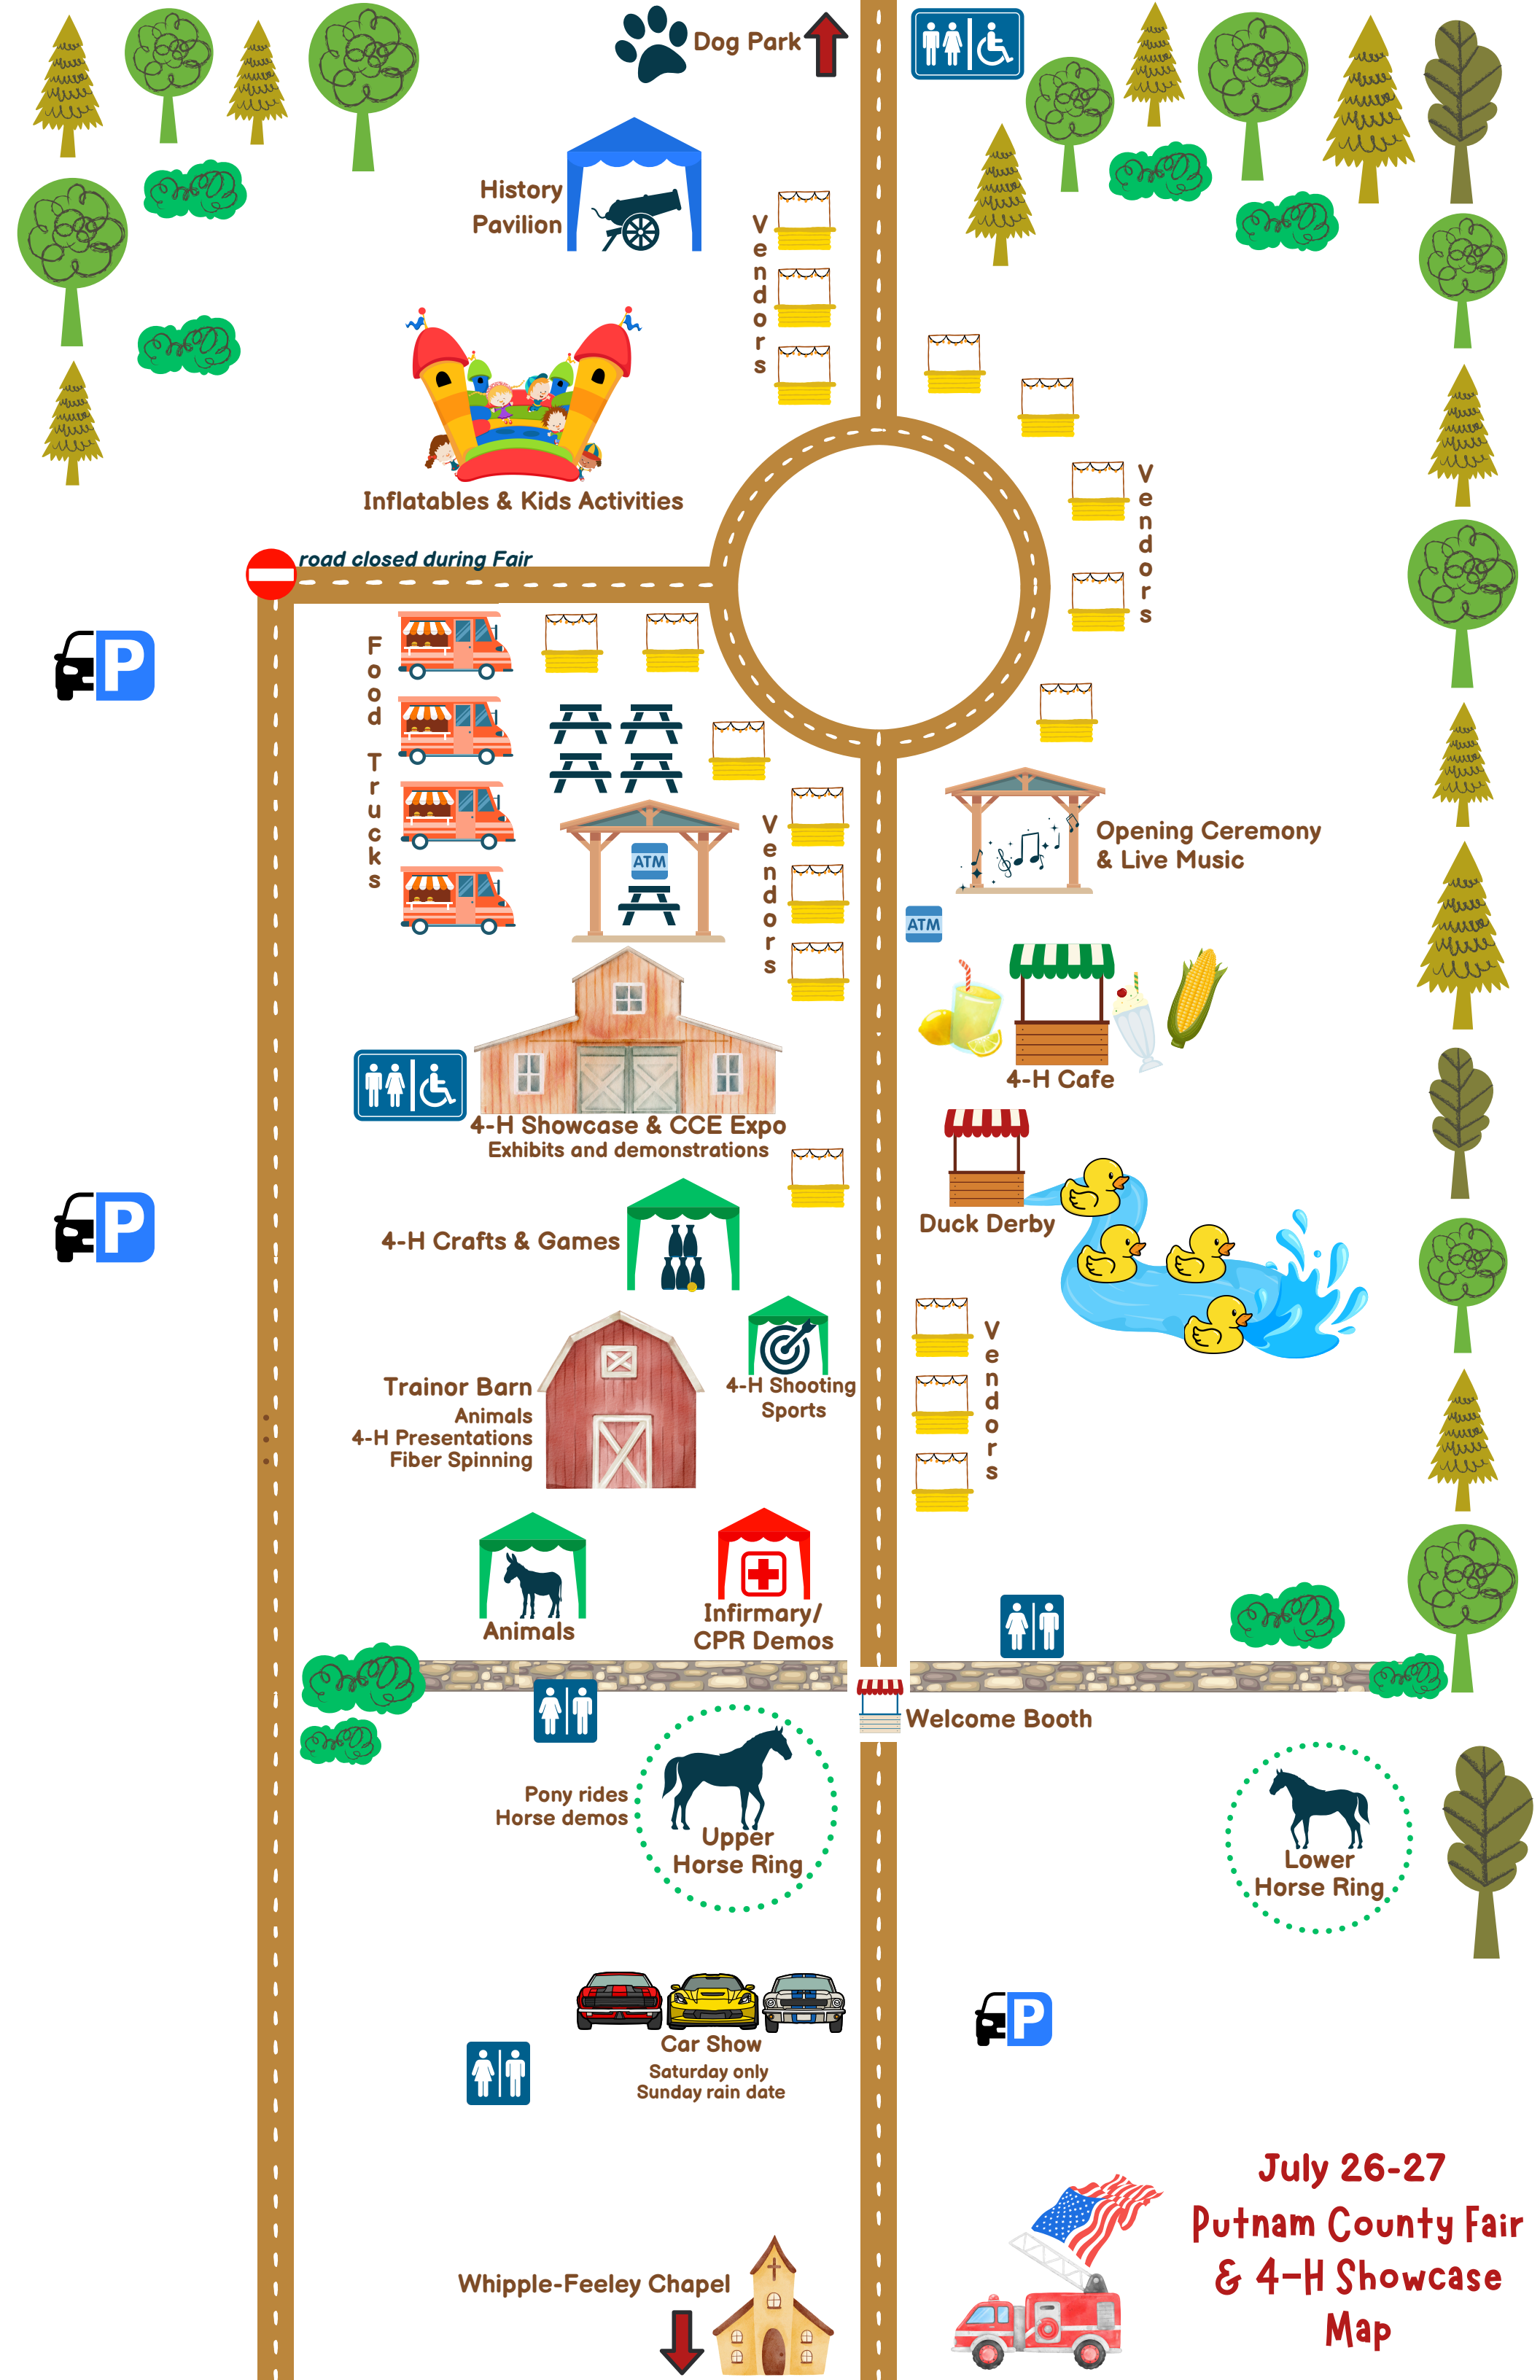 Dog Park
History
Pavilion
Vendors
Inflatables & Kids Activities
Vendors
road closed during Fair
P
Food Trucks
ATM
Vendors
Opening Ceremony
& Live Music
ATM
4-H Cafe
4-H Showcase & CCE Expo
Exhibits and demonstrations
P
4-H Crafts & Games
Duck Derby
Vendors
4-H Shooting
Sports
Trainor Barn
Animals
4-H Presentations
Fiber Spinning
Animals
Infirmary/
CPR Demos
Welcome Booth
Pony rides
Horse demos
Upper
Horse Ring
Lower
Horse Ring
P
Car Show
Saturday only
Sunday rain date
July 26-27
Putnam County Fair
& 4-H Showcase
Map
Whipple-Feeley Chapel